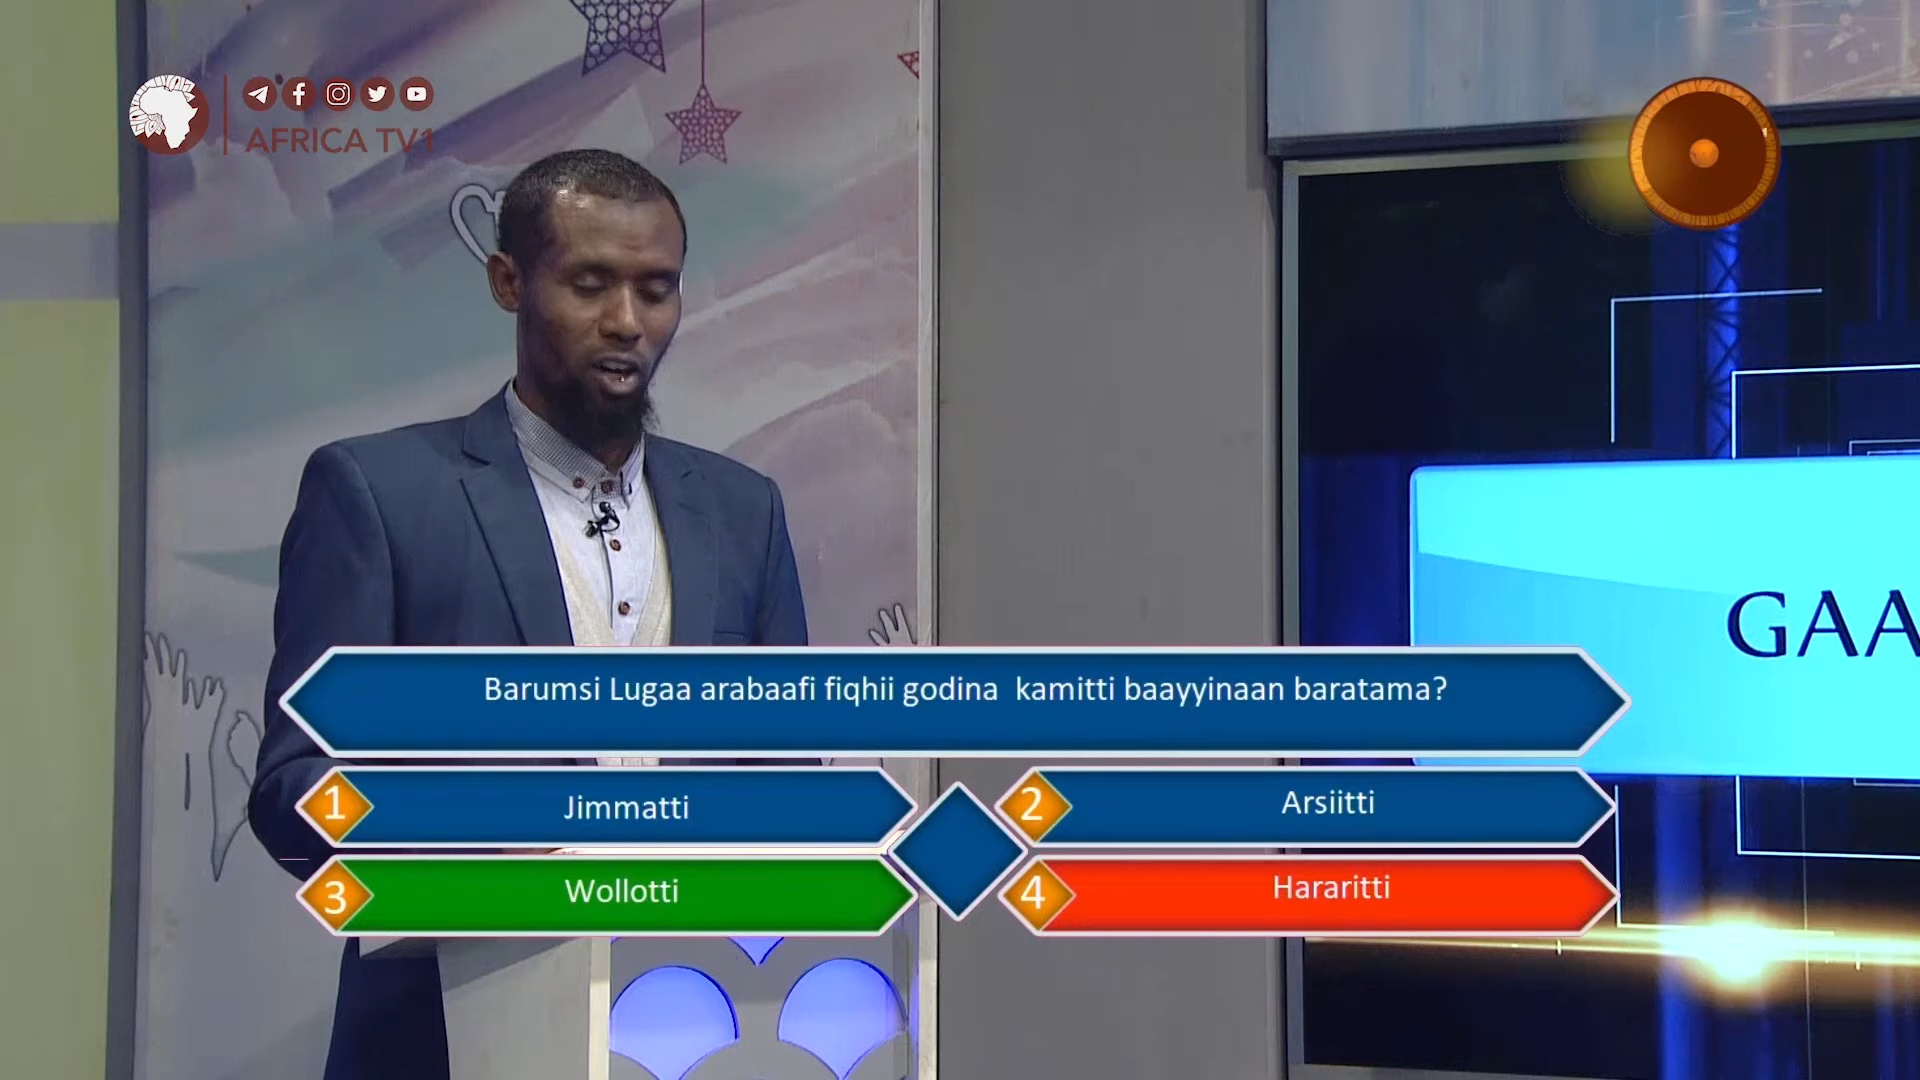 AFRICA TV1
GAA
Barumsi Lugaa arabaafi fiqhii godina kamitti baayyinaan baratama?
1 Jimmatti
2 Arsiitti
3 Wollotti
4 Hararitti